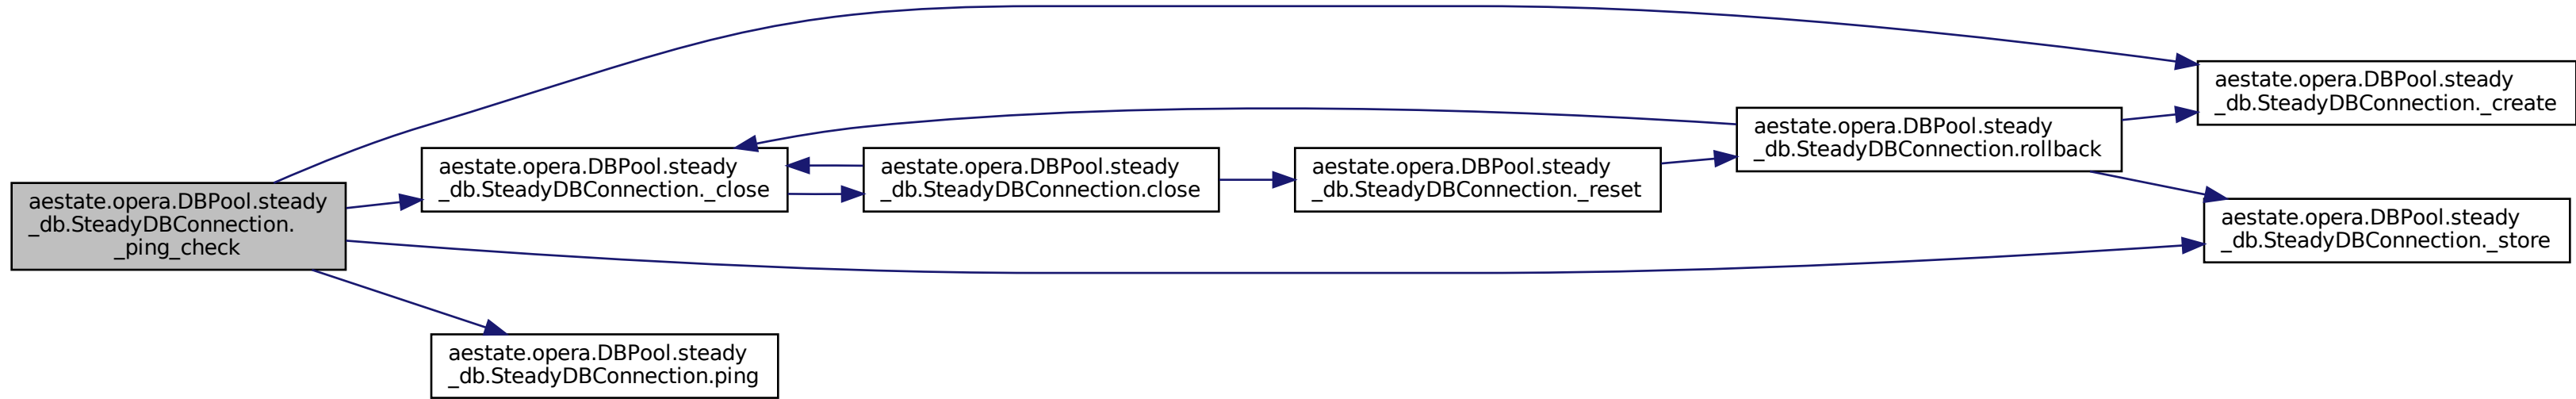 aestate.opera.DBPool.steady
_db.SteadyDBConnection.
_ping_check
aestate.opera.DBPool.steady
_db.SteadyDBConnection._close
aestate.opera.DBPool.steady
_db.SteadyDBConnection.close
aestate.opera.DBPool.steady
_db.SteadyDBConnection._reset
aestate.opera.DBPool.steady
_db.SteadyDBConnection.rollback
aestate.opera.DBPool.steady
_db.SteadyDBConnection._create
aestate.opera.DBPool.steady
_db.SteadyDBConnection._store
aestate.opera.DBPool.steady
_db.SteadyDBConnection.ping